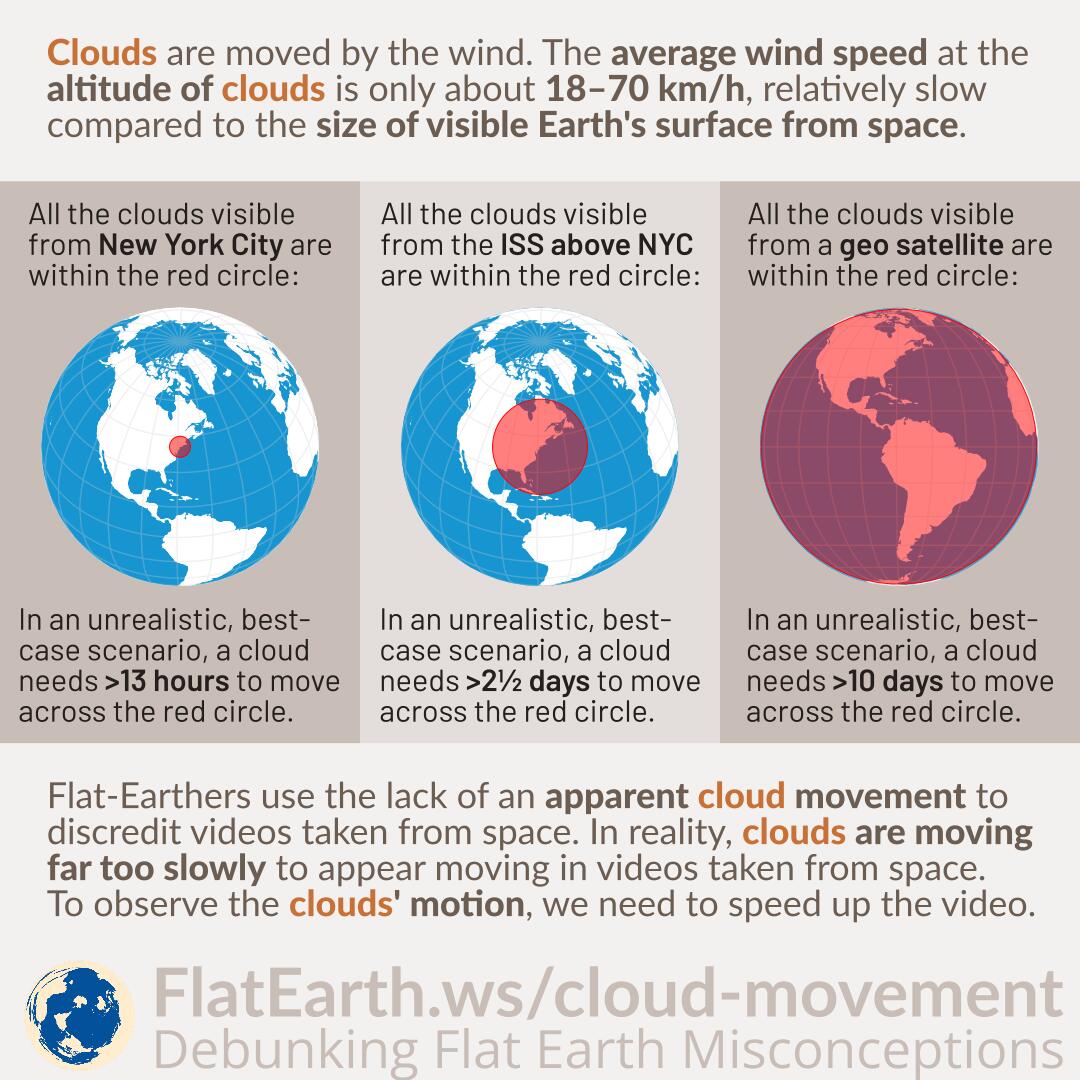 Clouds are moved by the wind. The average wind speed at the
altitude of clouds is only about 18–70 km/h, relatively slow
compared to the size of visible Earth's surface from space.
All the clouds visible
from New York City are
within the red circle:
In an unrealistic, best-
case scenario, a cloud
needs >13 hours to move
across the red circle.
All the clouds visible
from the ISS above NYC
are within the red circle:
In an unrealistic, best-
case scenario, a cloud
needs >2½ days to move
across the red circle.
All the clouds visible
from a geo satellite are
within the red circle:
In an unrealistic, best-
case scenario, a cloud
needs >10 days to move
across the red circle.
Flat-Earthers use the lack of an apparent cloud movement to
discredit videos taken from space. In reality, clouds are moving
far too slowly to appear moving in videos taken from space.
To observe the clouds' motion, we need to speed up the video.
FlatEarth.ws/cloud-movement
Debunking Flat Earth Misconceptions